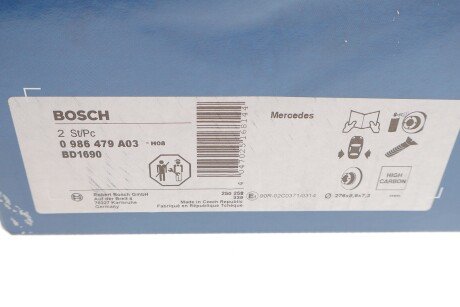 BOSCH
Mercedes
2 St/Pc
0 986 479 A03 - H08
BD1690
HIGH
CARBON
Robert Bosch GmbH
Auf der Breit 4
76227 Karlsruhe
Germany
Made in Czech Republic
Fabriqué en République Tchèque